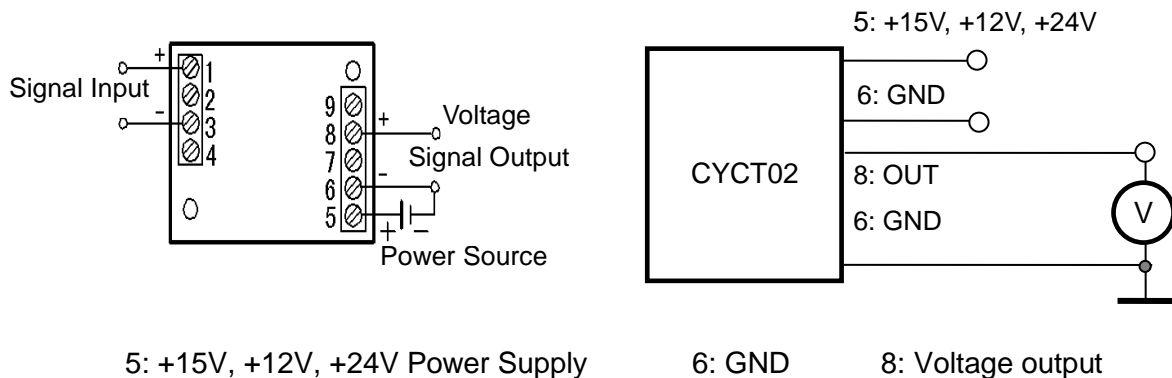 +
Signal Input
-
1
2
3
4
9
8
7
6
5
+
Voltage
Signal Output
-
+ -
Power Source
CYCT02
5: +15V, +12V, +24V
6: GND
8: OUT
6: GND
V
5: +15V, +12V, +24V Power Supply 6: GND 8: Voltage output